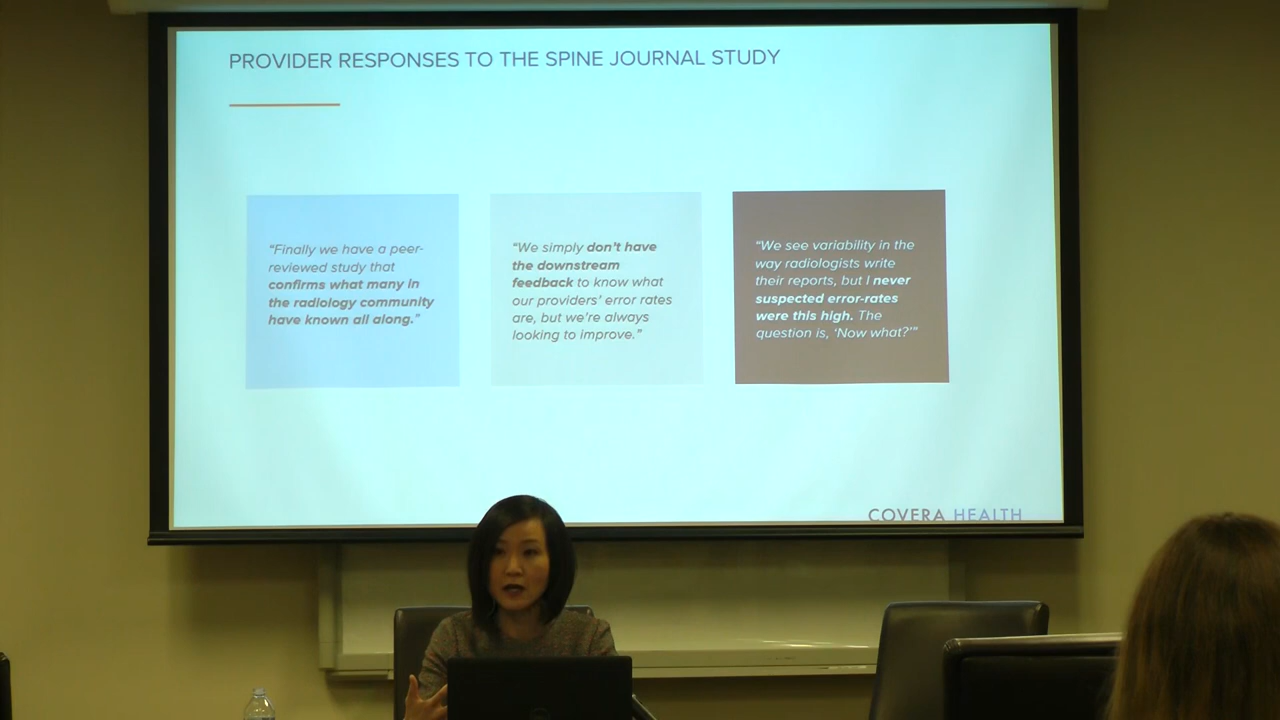 PROVIDER RESPONSES TO THE SPINE JOURNAL STUDY
“Finally we have a peer-
reviewed study that
confirms what many in
the radiology community
have known all along.”
“We simply don’t have
the downstream
feedback to know what
our providers’ error rates
are, but we’re always
looking to improve.”
“We see variability in the
way radiologists write
their reports, but I never
suspected error-rates
were this high. The
question is, ‘Now what?’”
COVERA HEALTH